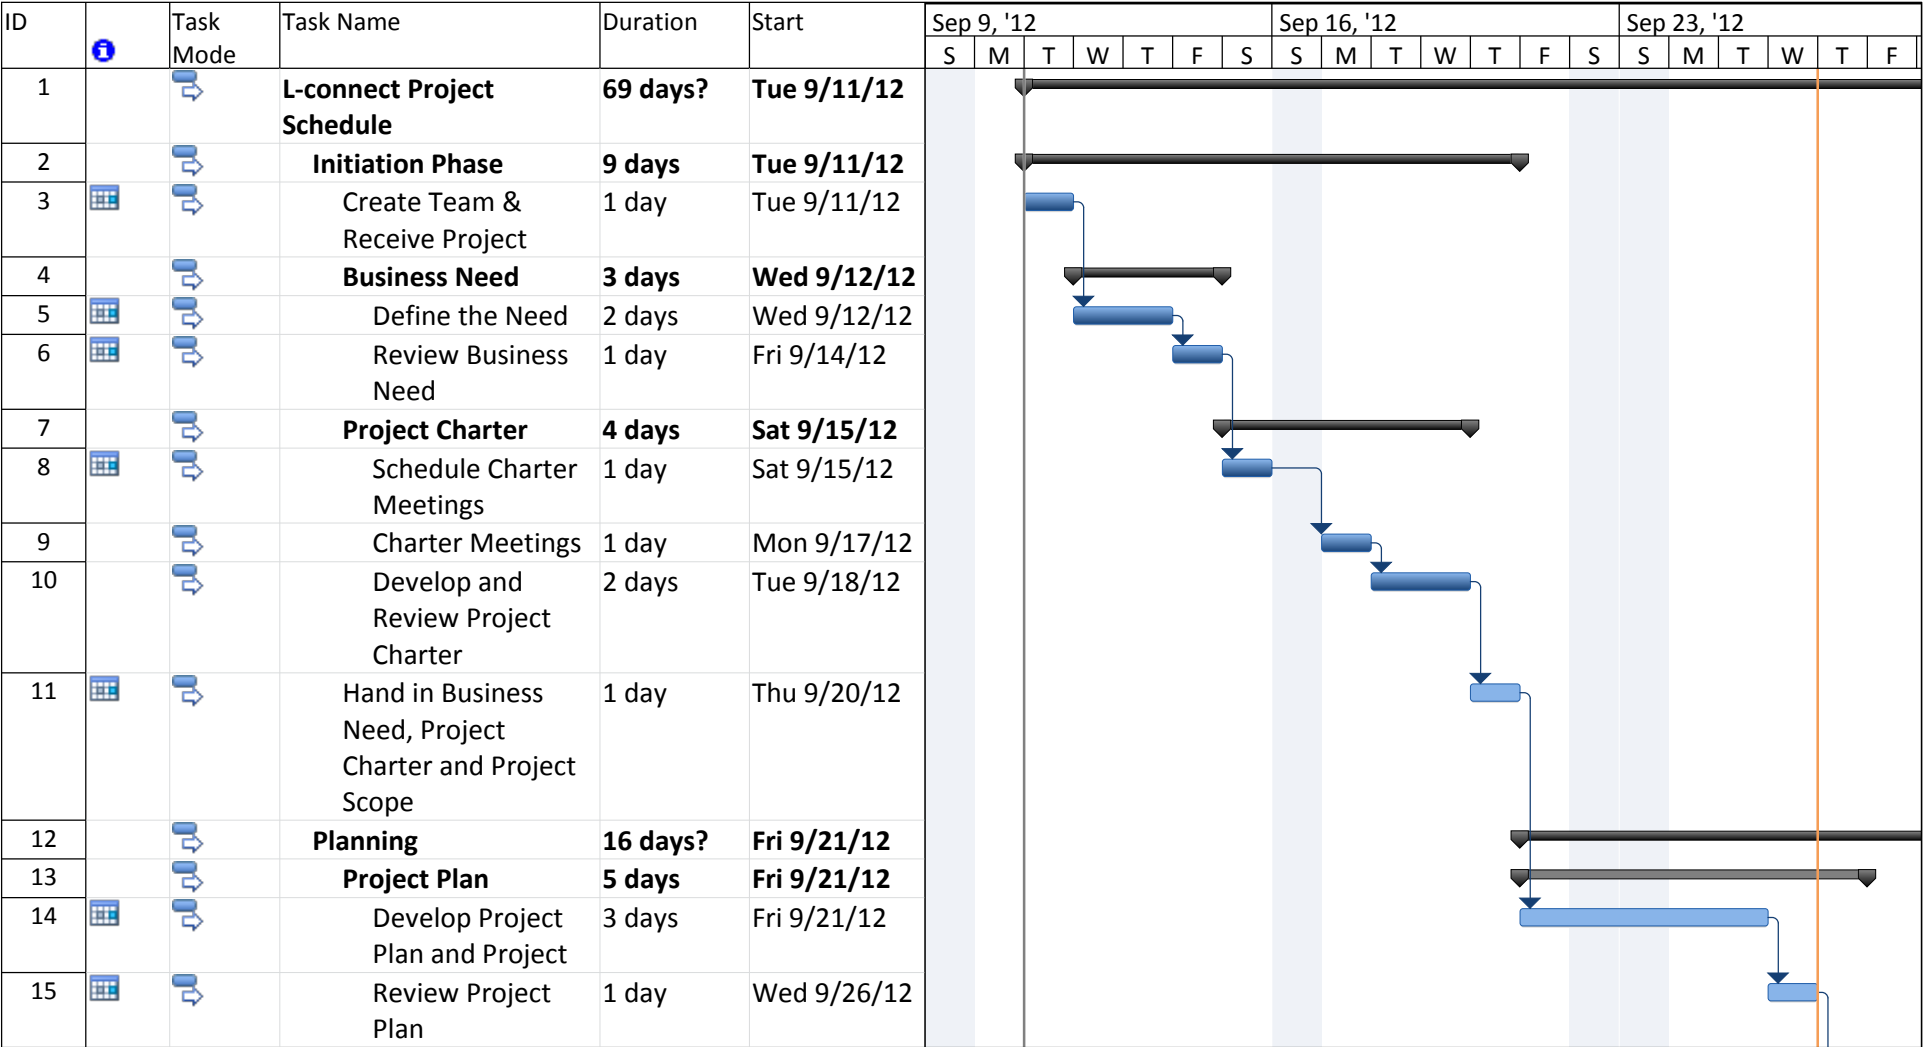 ID Task Task Name Duration Start Sep 9, '12 Sep 16, '12 Sep 23, '12
Mode S M T W T F S S M T W T F S S M T W T F
1 L-connect Project 69 days? Tue 9/11/12
Schedule
2 Initiation Phase 9 days Tue 9/11/12
3 Create Team & 1 day Tue 9/11/12
Receive Project
4 Business Need 3 days Wed 9/12/12
5 Define the Need 2 days Wed 9/12/12
6 Review Business 1 day Fri 9/14/12
Need
7 Project Charter 4 days Sat 9/15/12
8 Schedule Charter 1 day Sat 9/15/12
Meetings
9 Charter Meetings 1 day Mon 9/17/12
10 Develop and 2 days Tue 9/18/12
Review Project
Charter
11 Hand in Business 1 day Thu 9/20/12
Need, Project
Charter and Project
Scope
12 Planning 16 days? Fri 9/21/12
13 Project Plan 5 days Fri 9/21/12
14 Develop Project 3 days Fri 9/21/12
Plan and Project
15 Review Project 1 day Wed 9/26/12
Plan